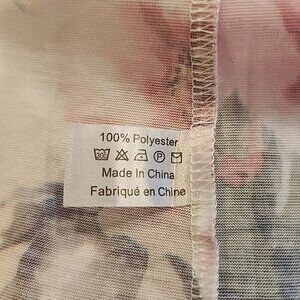 100% Polyester
Made In China
Fabriqué en Chine